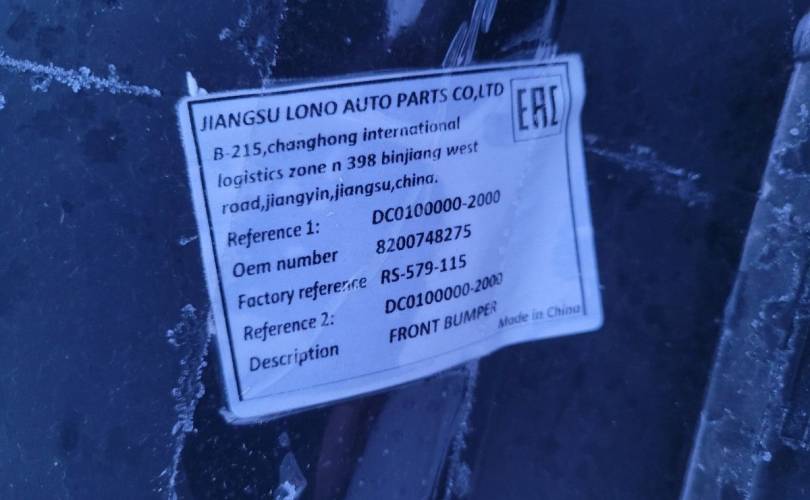 JIANGSU LONO AUTO PARTS CO,LTD
EAC
B-215,changhong international
logistics zone n 398 binjiang west
road,jiangyin,jiangsu,china.
Reference 1: DC0100000-2000
Oem number 8200748275
Factory reference RS-579-115
Reference 2: DC0100000-2000
Description FRONT BUMPER
Made in China